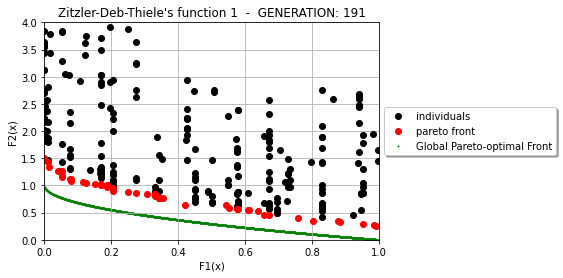 Zitzler-Deb-Thiele's function 1 - GENERATION: 191
4.0
3.5
3.0
2.5
2.0
1.5
1.0
0.5
0.0
F2(x)
0.0 0.2 0.4 0.6 0.8 1.0
F1(x)
individuals
pareto front
Global Pareto-optimal Front